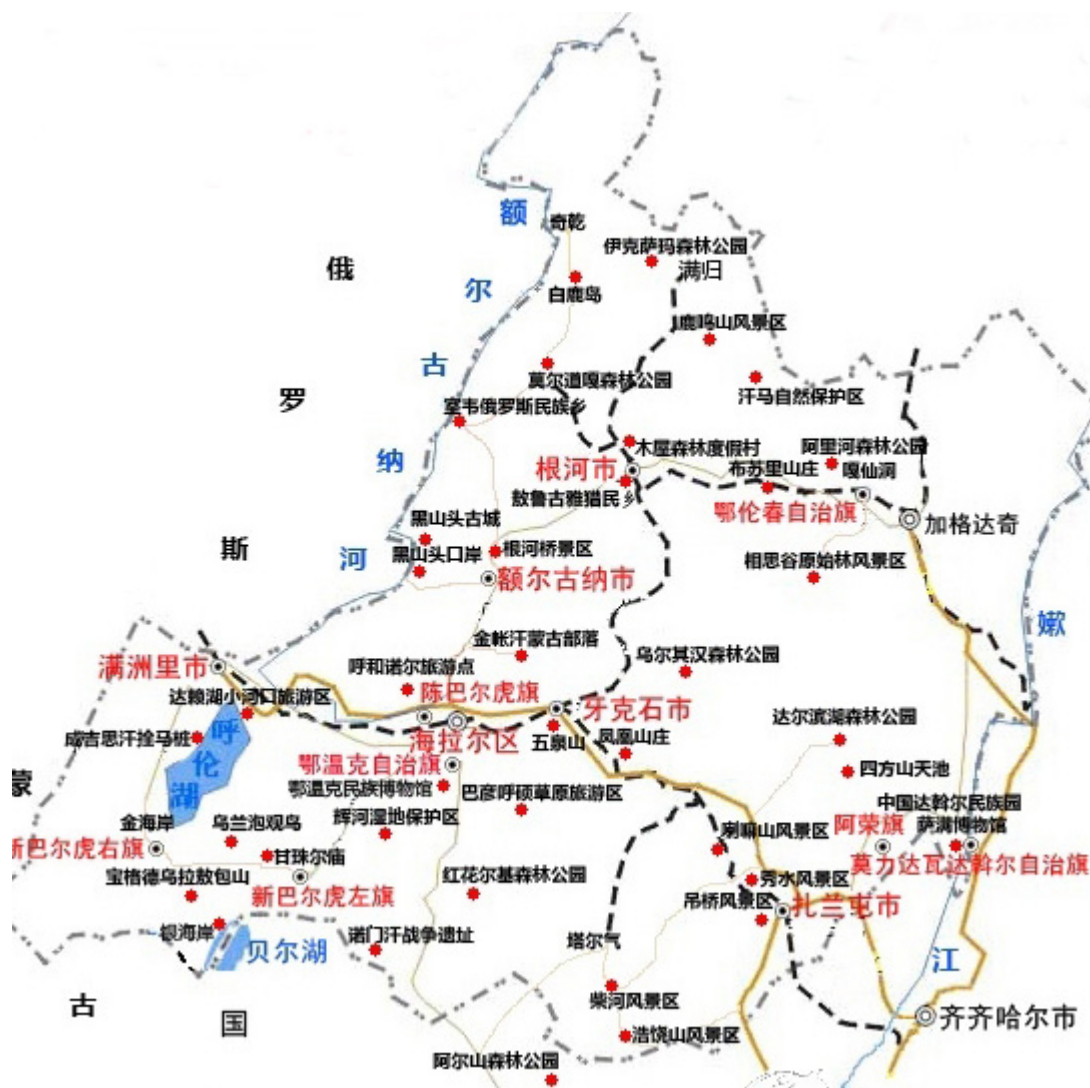 额
奇乾
伊克萨玛森林公园
俄
满归
尔
白鹿岛
鹿鸣山风景区
古
莫尔道嘎森林公园
汗马自然保护区
罗
室韦俄罗斯民族乡
木屋森林度假村
阿里河森林公园
纳
根河市
布苏里山庄
嘎仙洞
敖鲁古雅猎民乡
鄂伦春自治旗
黑山头古城
加格达奇
斯
河
黑山头口岸
根河桥景区
相思谷原始林风景区
额尔古纳市
嫩
金帐汗蒙古部落
满洲里市
呼和诺尔旅游点
乌尔其汉森林公园
达赖湖小河口旅游区
陈巴尔虎旗
牙克石市
达尔滨湖森林公园
成吉思汗拴马桩
呼
海拉尔区
五泉山
凤凰山庄
伦
鄂温克自治旗
四方山天池
蒙
湖
鄂温克民族博物馆
巴彦呼硕草原旅游区
中国达斡尔民族园
金海岸
乌兰泡观鸟
辉河湿地保护区
喇嘛山风景区
阿荣旗
萨满博物馆
新巴尔虎右旗
甘珠尔庙
莫力达瓦达斡尔自治旗
宝格德乌拉敖包山
新巴尔虎左旗
红花尔基森林公园
秀水风景区
吊桥风景区
扎兰屯市
银海岸
贝尔湖
诺门汗战争遗址
塔尔气
江
古
国
柴河风景区
齐齐哈尔市
浩饶山风景区
阿尔山森林公园